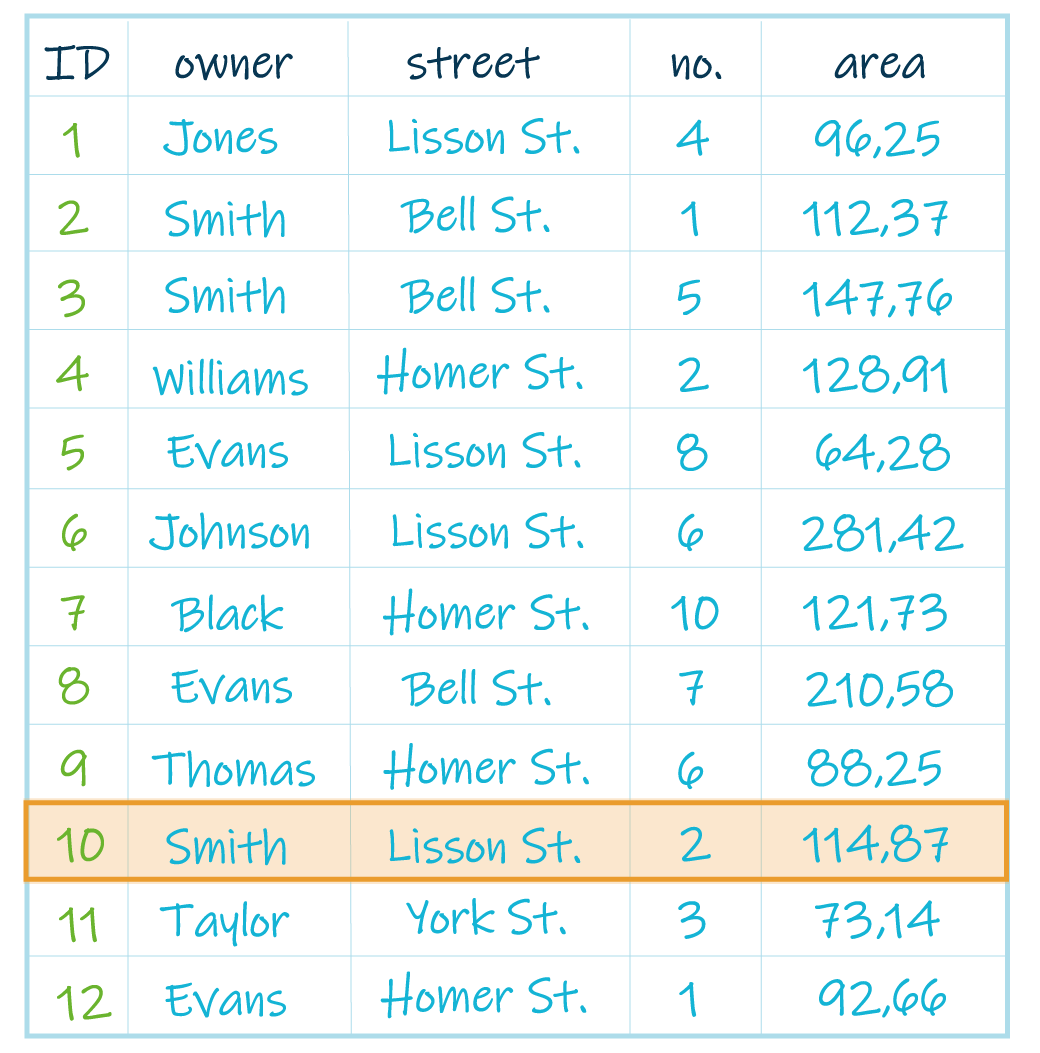 ID owner street no. area
1 Jones Lisson St. 4 96,25
2 Smith Bell St. 1 112,37
3 Smith Bell St. 5 147,76
4 Williams Homer St. 2 128,91
5 Evans Lisson St. 8 64,28
6 Johnson Lisson St. 6 281,42
7 Black Homer St. 10 121,73
8 Evans Bell St. 7 210,58
9 Thomas Homer St. 6 88,25
10 Smith Lisson St. 2 114,87
11 Taylor York St. 3 73,14
12 Evans Homer St. 1 92,66